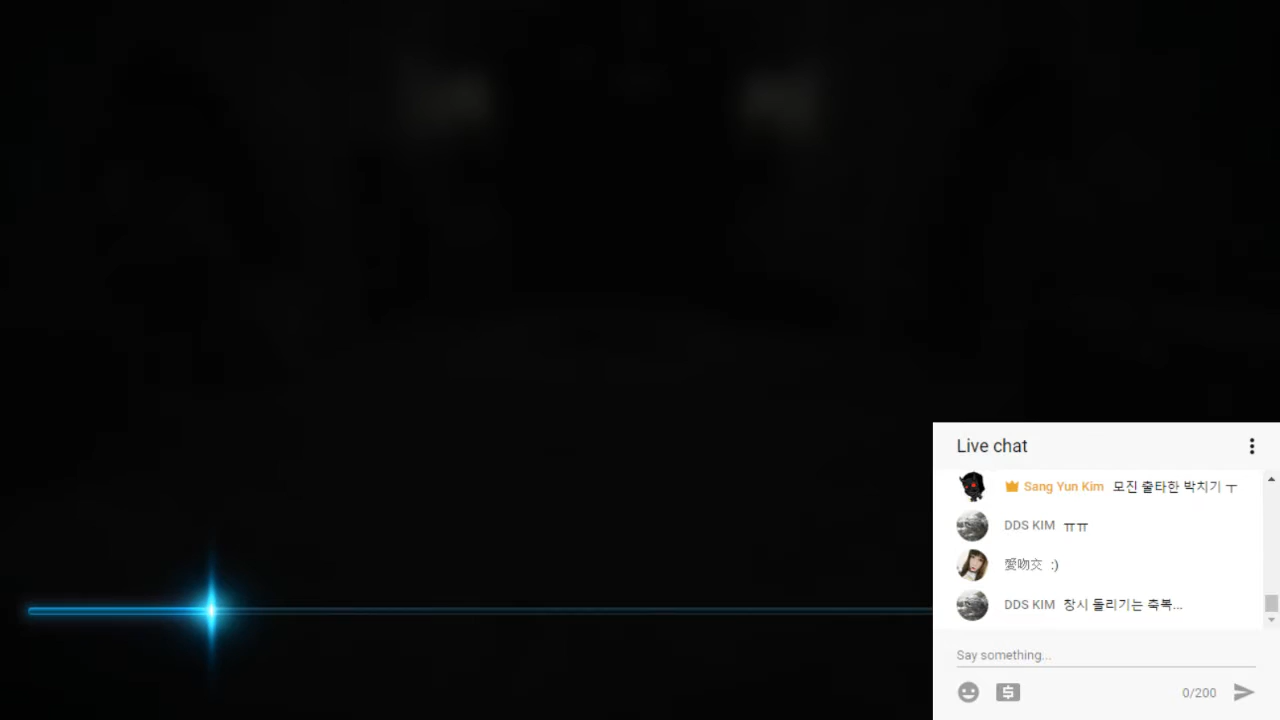 Live chat
Sang Yun Kim 모진 출타한 박치기 ㅜ
DDS KIM ㅠㅠ
愛吻交 :)
DDS KIM 창시 돌리기는 축복...
Say something...
0/200